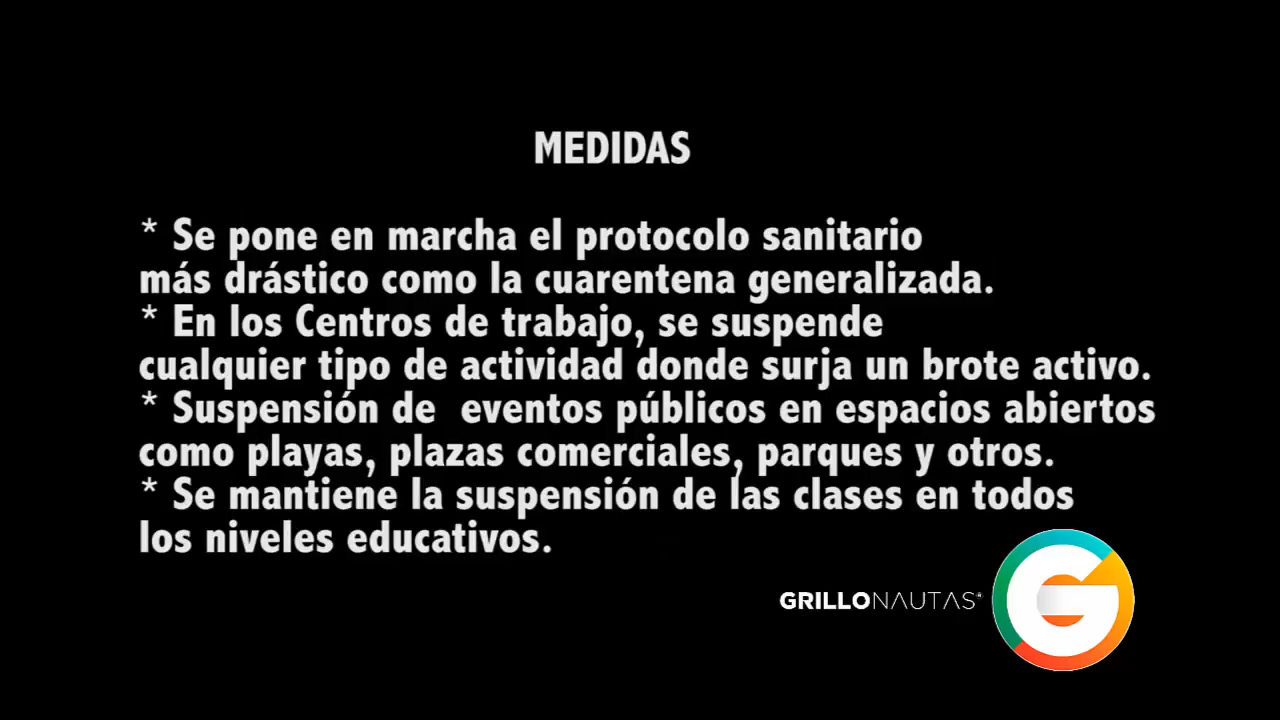 MEDIDAS
* Se pone en marcha el protocolo sanitario
más drástico como la cuarentena generalizada.
* En los Centros de trabajo, se suspende
cualquier tipo de actividad donde surja un brote activo.
* Suspensión de  eventos públicos en espacios abiertos
como playas, plazas comerciales, parques y otros.
* Se mantiene la suspensión de las clases en todos
los niveles educativos.
GRILLONAUTAS®
G